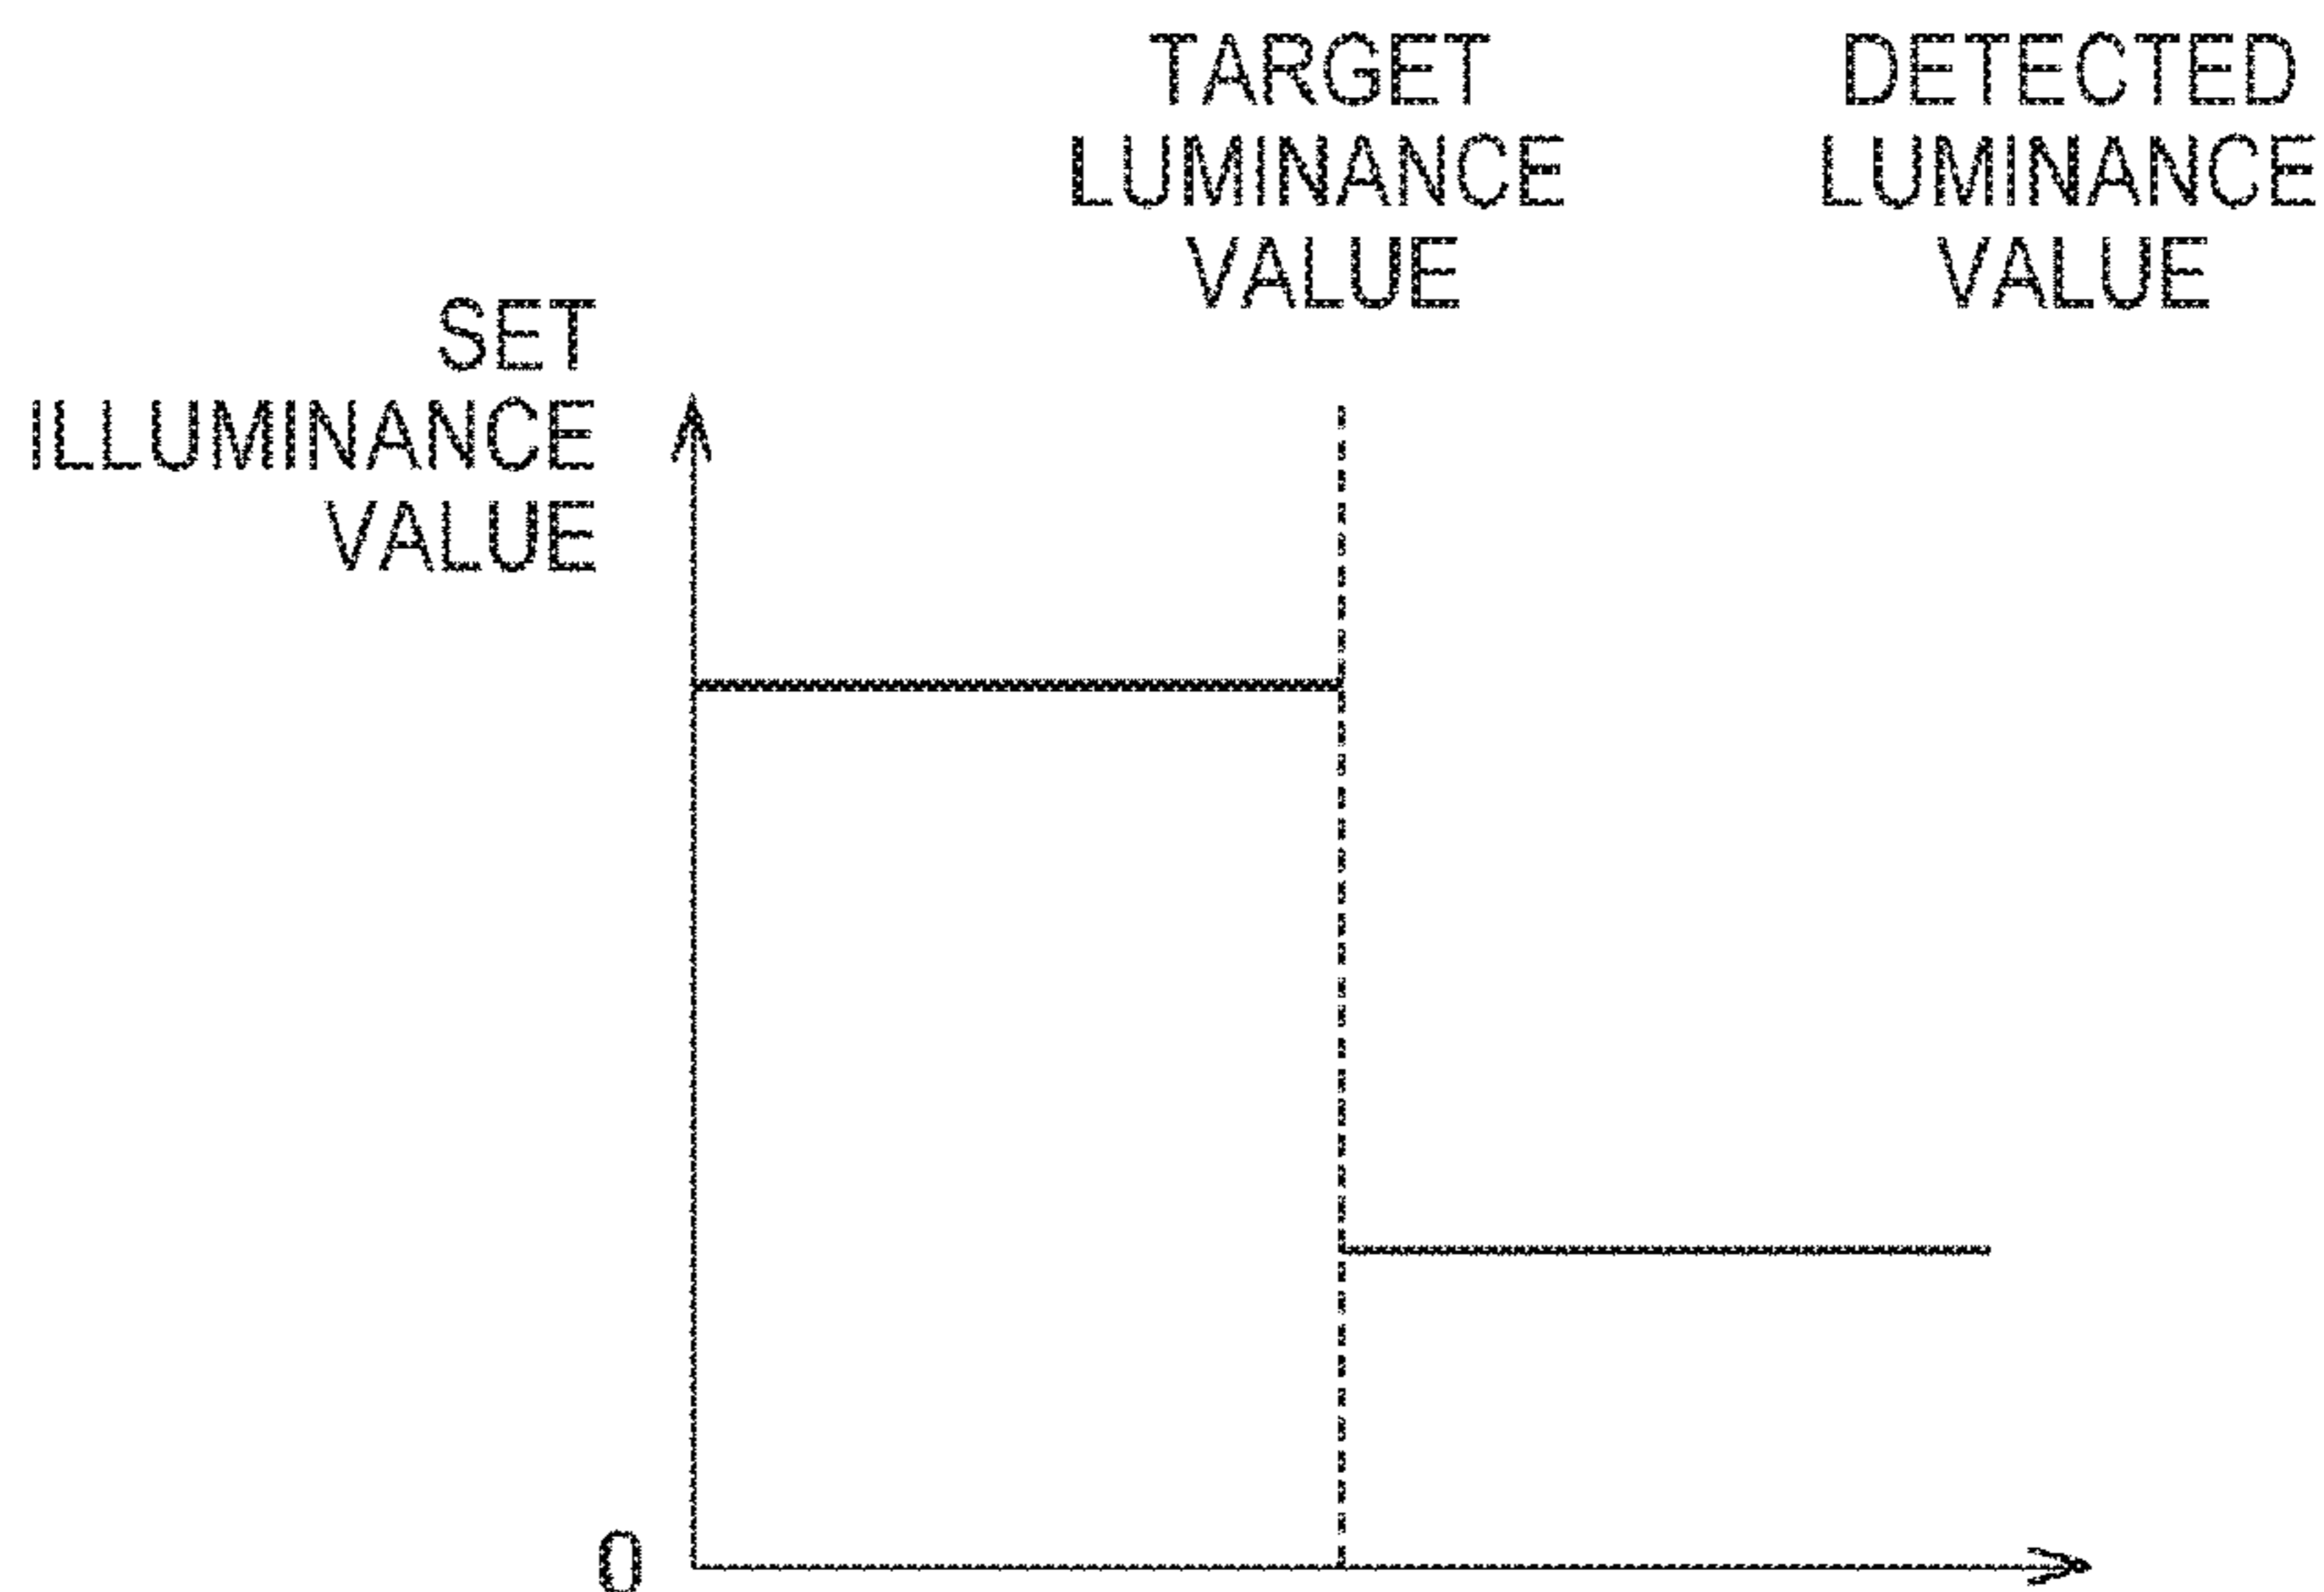 TARGET
LUMINANCE
VALUE
DETECTED
LUMINANCE
VALUE
SET
ILLUMINANCE
VALUE
0